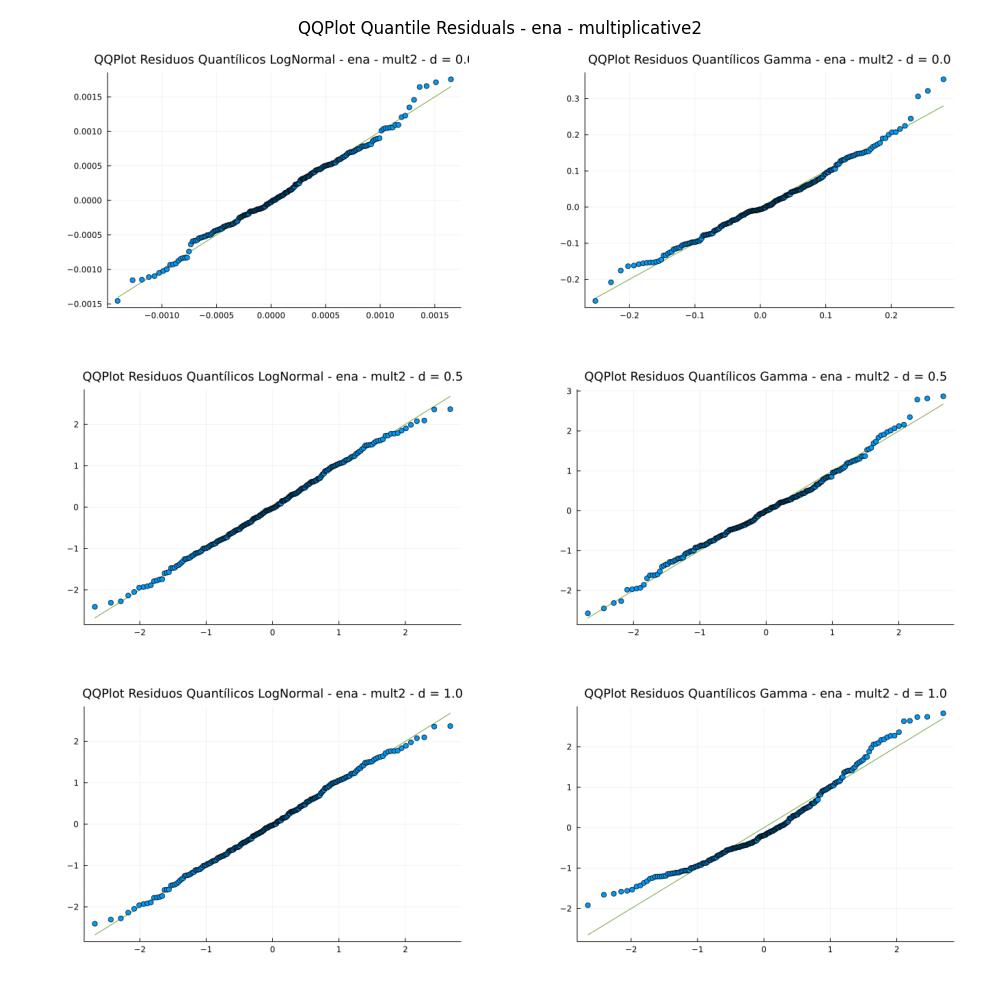 QQPlot Quantile Residuals - ena - multiplicative2
QQPlot Residuos Quantílicos LogNormal - ena - mult2 - d = 0.0
0.0015
0.0010
0.0005
0.0000
−0.0005
−0.0010
−0.0015
−0.0010 −0.0005 0.0000 0.0005 0.0010 0.0015
QQPlot Residuos Quantílicos Gamma - ena - mult2 - d = 0.0
0.3
0.2
0.1
0.0
−0.1
−0.2
−0.2 −0.1 0.0 0.1 0.2
QQPlot Residuos Quantílicos LogNormal - ena - mult2 - d = 0.5
2
1
0
−1
−2
−2 −1 0 1 2
QQPlot Residuos Quantílicos Gamma - ena - mult2 - d = 0.5
3
2
1
0
−1
−2
−2 −1 0 1 2
QQPlot Residuos Quantílicos LogNormal - ena - mult2 - d = 1.0
2
1
0
−1
−2
−2 −1 0 1 2
QQPlot Residuos Quantílicos Gamma - ena - mult2 - d = 1.0
2
1
0
−1
−2
−2 −1 0 1 2